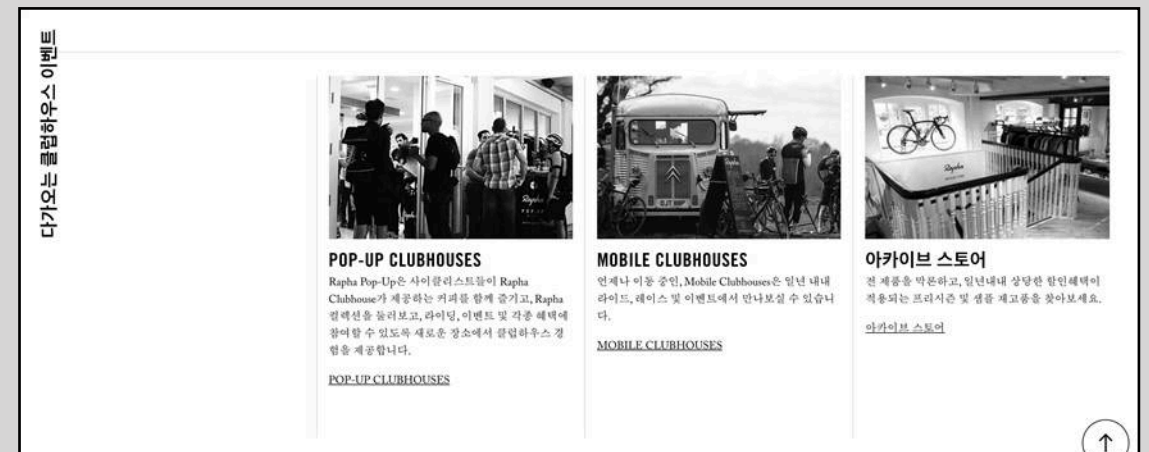 다가오는 클럽하우스 이벤트
POP-UP CLUBHOUSES
Rapha Pop-Up은 사이클리스트들이 Rapha
Clubhouse가 제공하는 커피를 함께 즐기고, Rapha
컬렉션을 둘러보고, 라이딩, 이벤트 및 각종 혜택에
참여할 수 있도록 새로운 장소에서 클럽하우스 경
험을 제공합니다.
POP-UP CLUBHOUSES
MOBILE CLUBHOUSES
언제나 이동 중인, Mobile Clubhouses은 일년 내내
라이드, 레이스 및 이벤트에서 만나보실 수 있습니
다.
MOBILE CLUBHOUSES
아카이브 스토어
전 제품을 막론하고, 일년내내 상당한 할인혜택이
적용되는 프리시즌 및 샘플 재고품을 찾아보세요.
아카이브 스토어
Rapha
POP-UP
Rapha